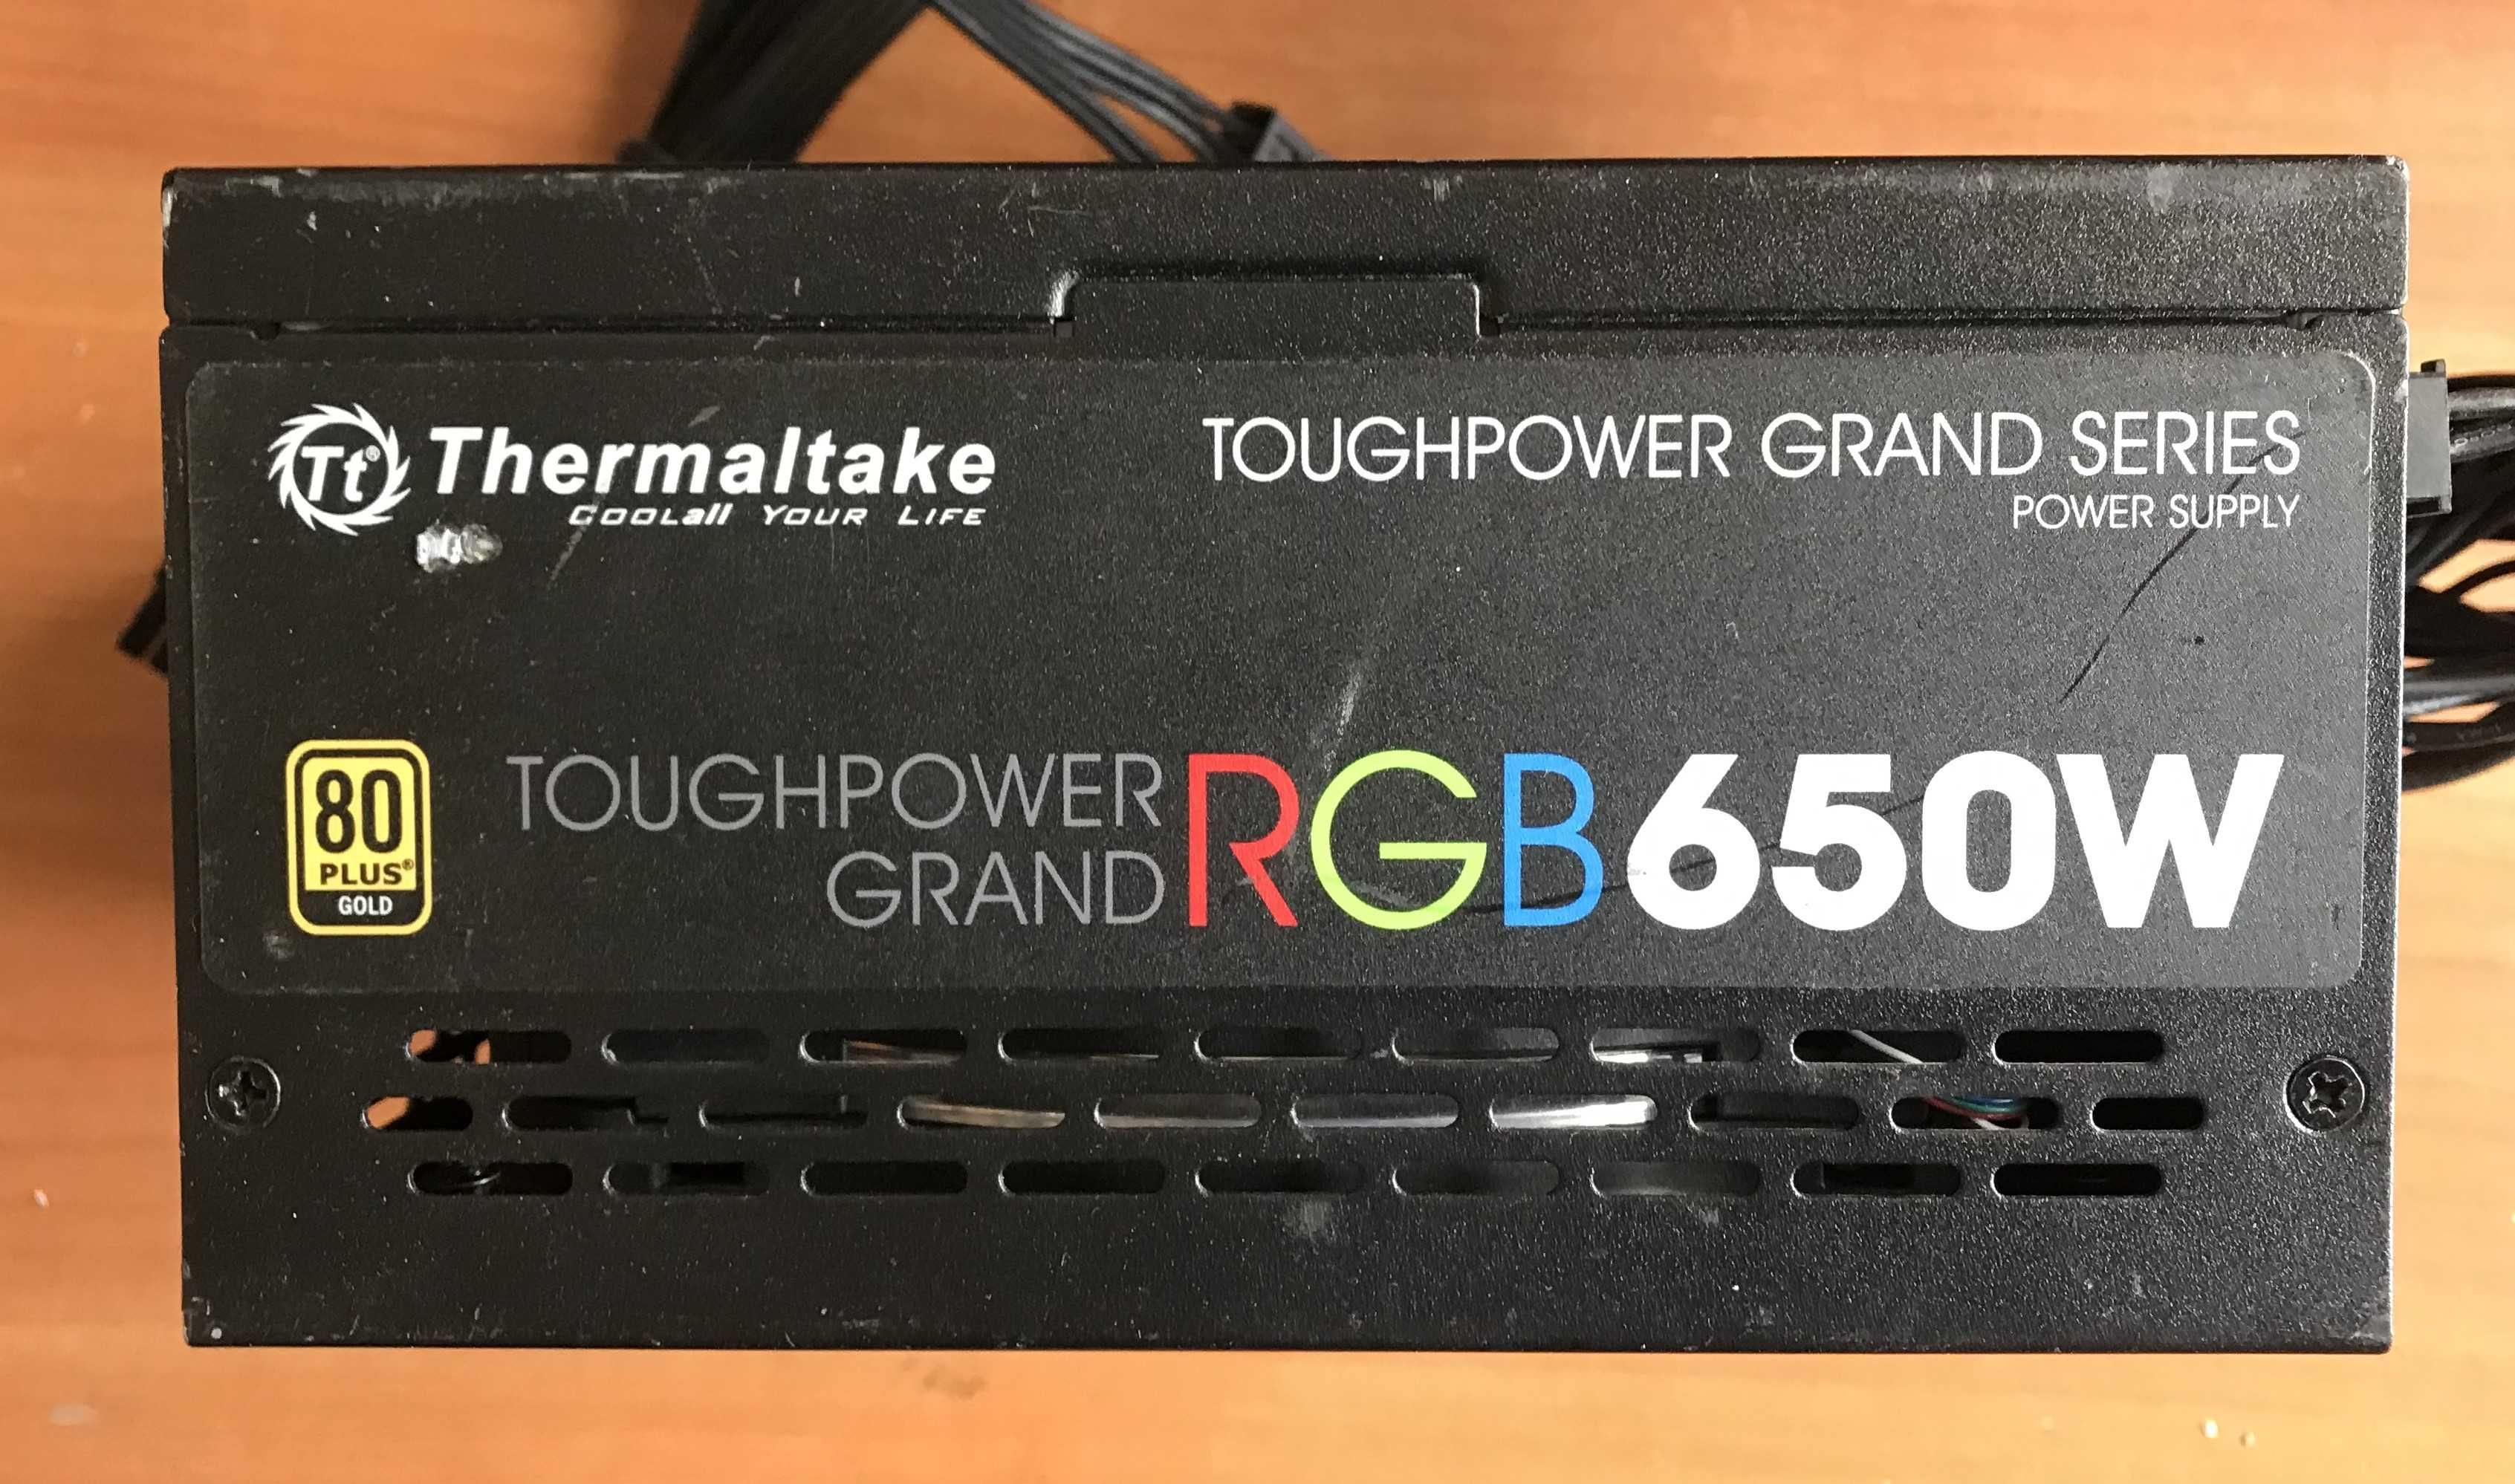 Tt® Thermaltake
COOLall YOUR LIFE
TOUGHPOWER GRAND SERIES
POWER SUPPLY
80
PLUS®
GOLD
TOUGHPOWER
GRAND
RGB 650W